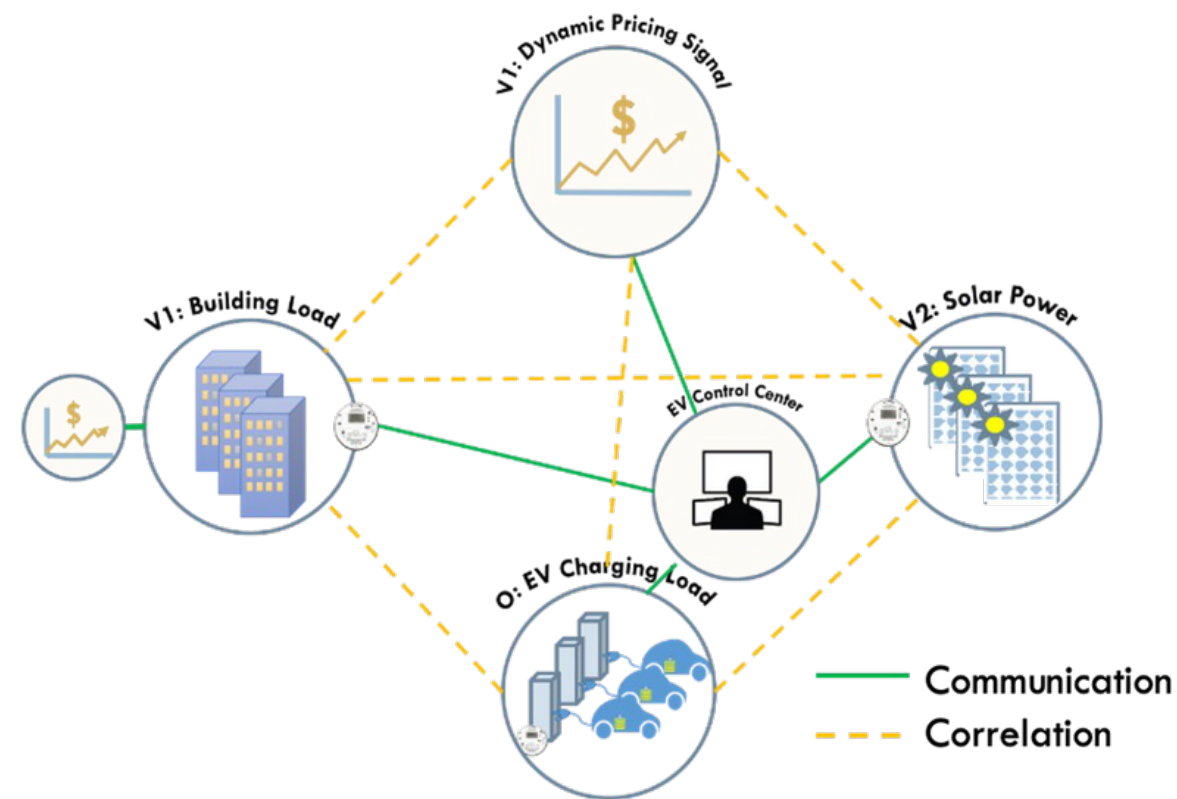 V1: Dynamic Pricing Signal
$
V1: Building Load
V2: Solar Power
$
EV Control Center
O: EV Charging Load
Communication
Correlation